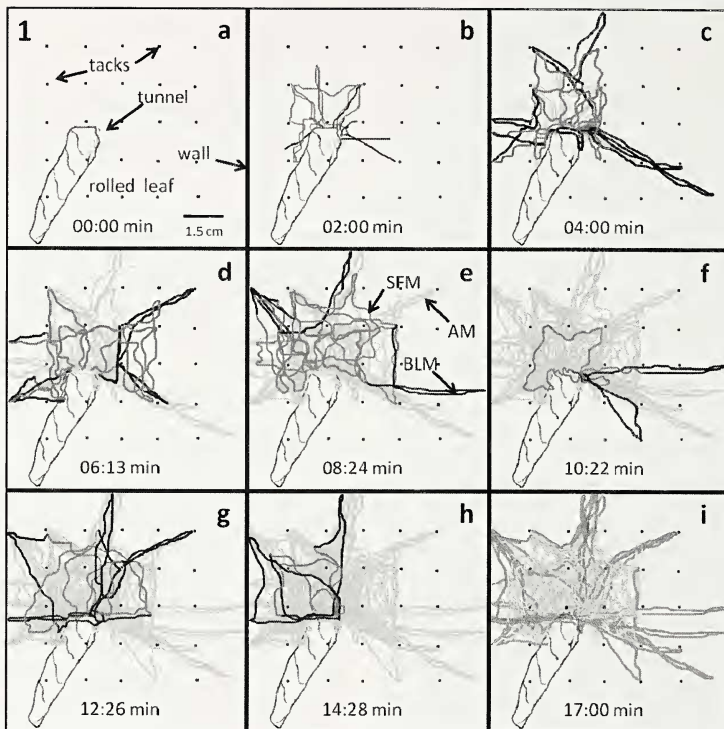 1
a
tacks
tunnel
wall
rolled leaf
00:00 min
1.5 cm
b
02:00 min
c
04:00 min
d
06:13 min
e
SFM
AM
BLM
08:24 min
f
10:22 min
g
12:26 min
h
14:28 min
i
17:00 min